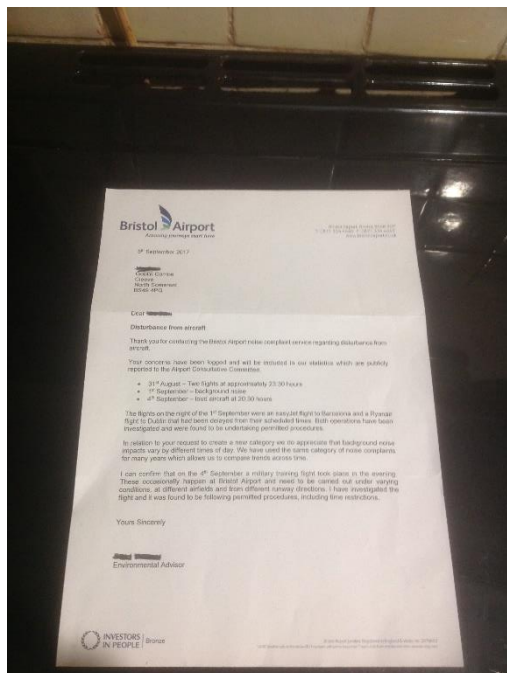 Bristol Airport
Amazing journeys start here
5th September 2017
Cleeve
North Somerset
Dear
Disturbance from aircraft
Thank you for contacting the Bristol Airport noise complaint service regarding disturbance from
aircraft.
Your concerns have been logged and will be included in our statistics which are publicly
reported to the Airport Consultative Committee.
• 31st August – Two flights at approximately 23:30 hours
• 1st September – background noise
• 4th September – loud aircraft at 20:30 hours
The flights on the night of the 1st September were an easyJet flight to Barcelona and a Ryanair
flight to Dublin that had been delayed from their scheduled times. Both operations have been
investigated and were found to be undertaking permitted procedures.
In relation to your request to create a new category we do appreciate that background noise
impacts vary by different times of day. We have used the same category of noise complaints
for many years which allows us to compare trends across time.
I can confirm that on the 4th September a military training flight took place in the evening.
These occasionally happen at Bristol Airport and need to be carried out under varying
conditions, at different airfields and from different runway directions. I have investigated the
flight and it was found to be following permitted procedures, including time restrictions.
Yours Sincerely
Environmental Advisor
INVESTORS
IN PEOPLE
Bronze